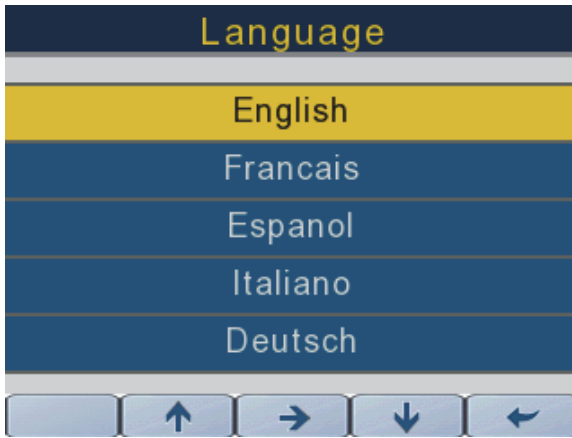 Language
English
Francais
Espanol
Italiano
Deutsch